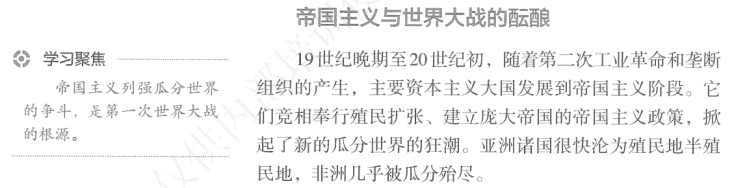 帝国主义与世界大战的酝酿
学习聚焦
帝国主义列强瓜分世界
的争斗，是第一次世界大战
的根源。
19世纪晚期至20世纪初，随着第二次工业革命和垄断
组织的产生，主要资本主义大国发展到帝国主义阶段。它
们竞相奉行殖民扩张、建立庞大帝国的帝国主义政策，掀
起了新的瓜分世界的狂潮。亚洲诸国很快沦为殖民地半殖
民地，非洲几乎被瓜分殆尽。